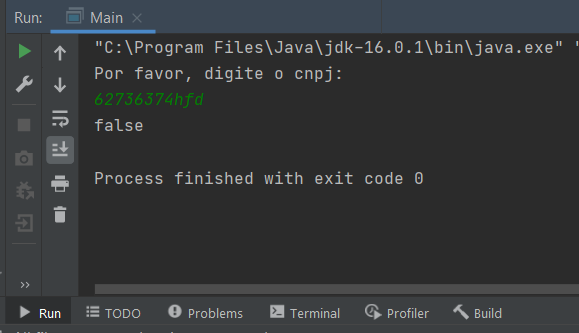 Run: Main
"C:\Program Files\Java\jdk-16.0.1\bin\java.exe" "
Por favor, digite o cnpj:
62736374hfd
false
Process finished with exit code 0
Run TODO Problems Terminal Profiler Build